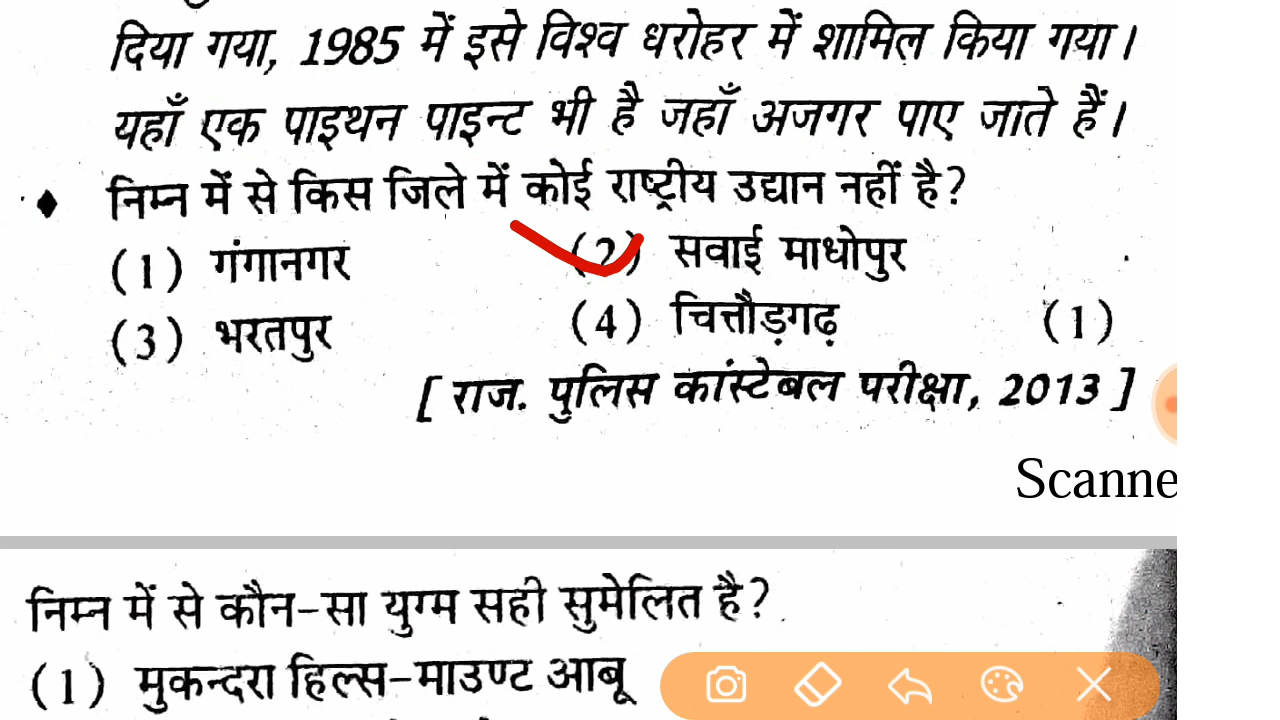 दिया गया, 1985 में इसे विश्व धरोहर में शामिल किया गया।
यहाँ एक पाइथन पाइन्ट भी है जहाँ अजगर पाए जाते हैं।
♦ निम्न में से किस जिले में कोई राष्ट्रीय उद्यान नहीं है?
(1) गंगानगर (2) सवाई माधोपुर
(3) भरतपुर (4) चित्तौड़गढ़ (1)
[ राज. पुलिस कांस्टेबल परीक्षा, 2013 ]
Scanne
निम्न में से कौन-सा युग्म सही सुमेलित है?
(1) मुकन्दरा हिल्स-माउण्ट आबू